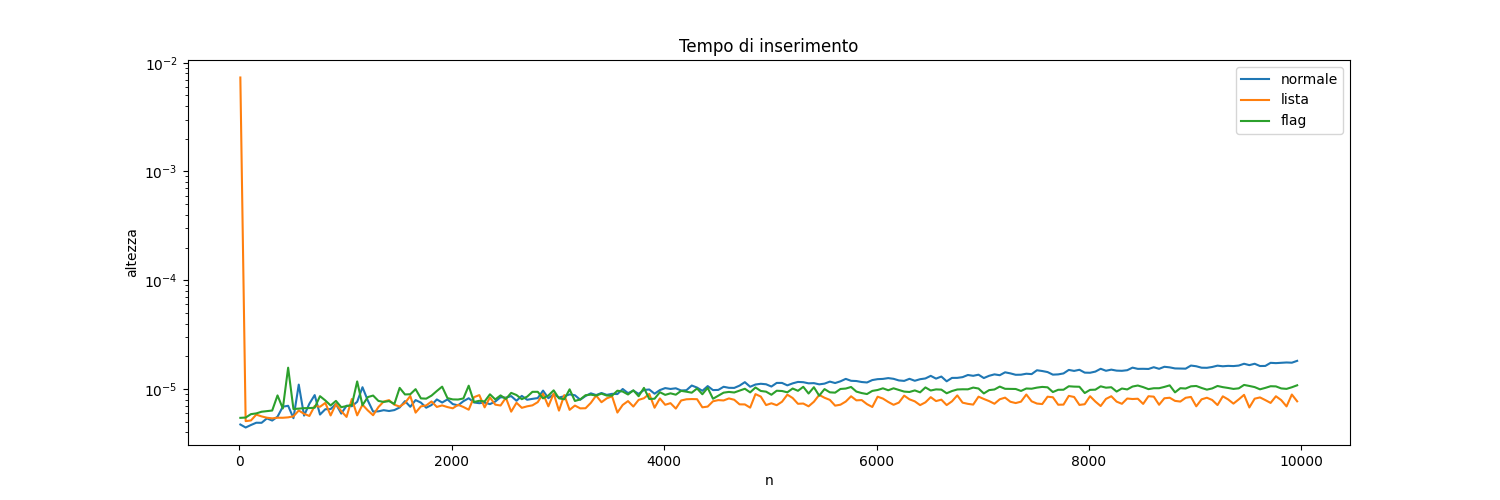 Tempo di inserimento
normale
lista
flag
altezza
10^-2
10^-3
10^-4
10^-5
0 2000 4000 6000 8000 10000
n